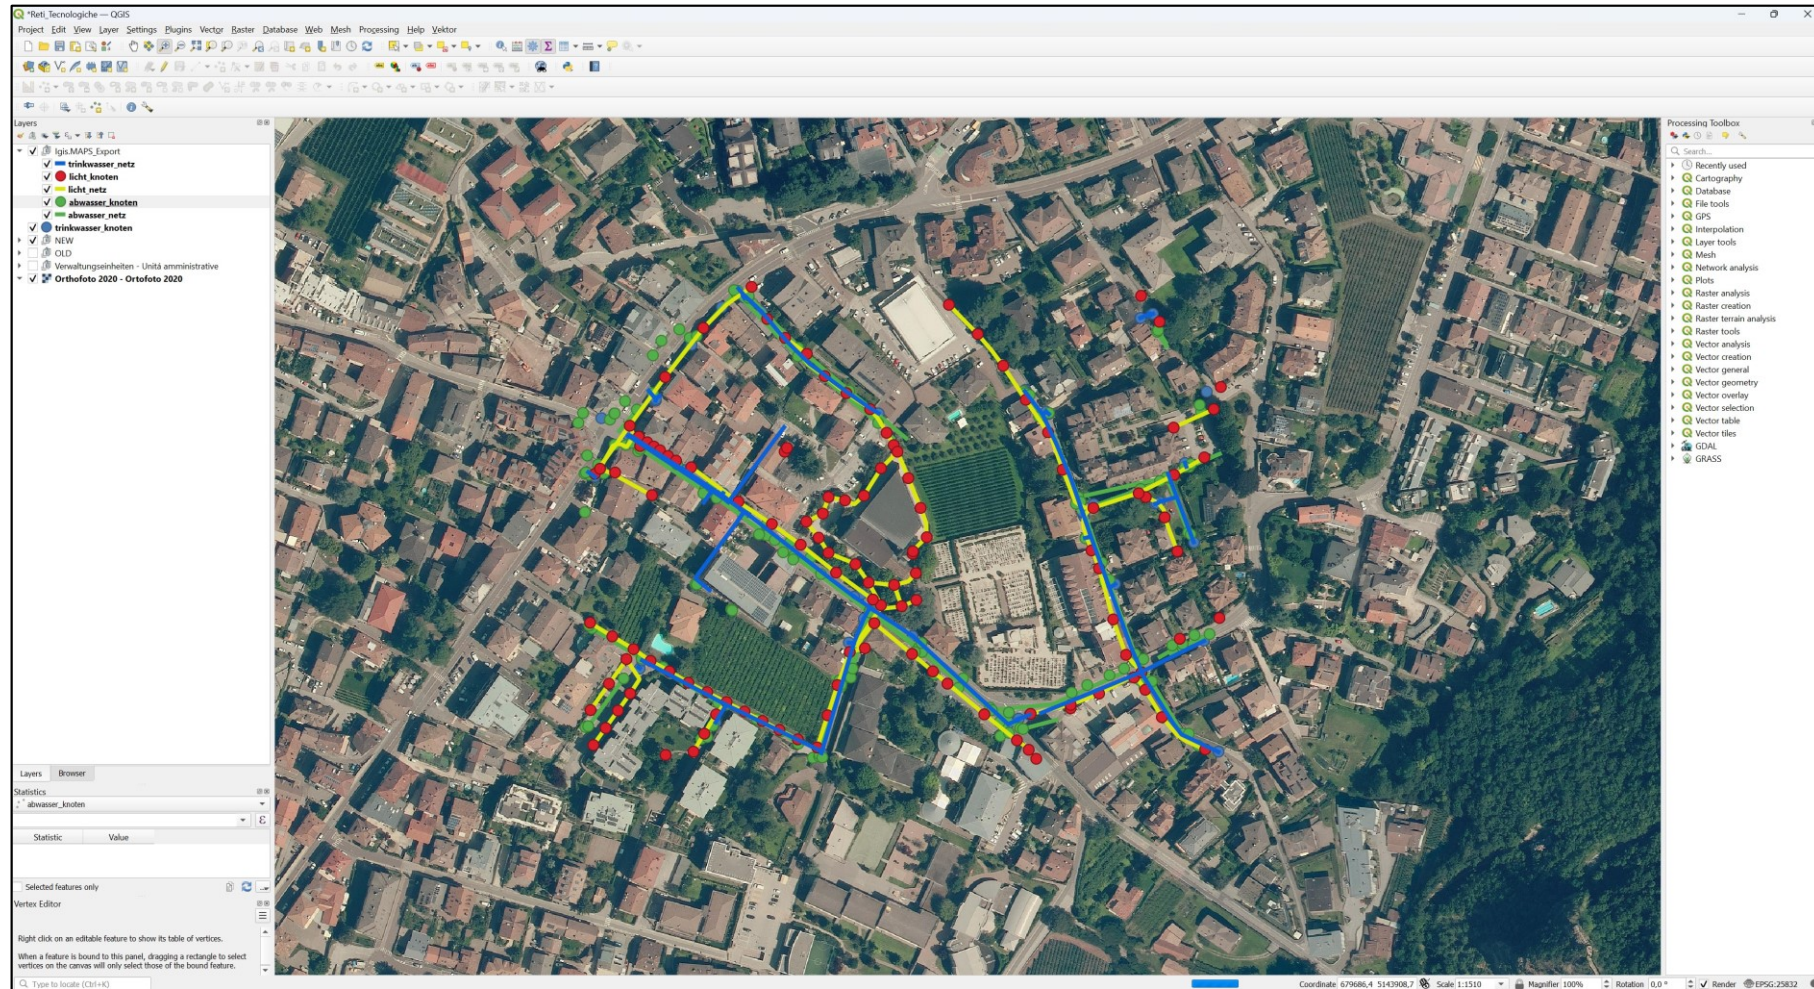 *Reti_Tecnologiche — QGIS
Project Edit View Layer Settings Plugins Vector Raster Database Web Mesh Processing Help Vektor
Layers
lgis.MAPS_Export
trinkwasser_netz
licht_knoten
licht_netz
abwasser_knoten
abwasser_netz
trinkwasser_knoten
NEW
OLD
Verwaltungseinheiten - Unitá amministrative
Orthofoto 2020 - Ortofoto 2020
Layers Browser
Statistics
abwasser_knoten
ε
Statistic Value
Selected features only
Vertex Editor
Right click on an editable feature to show its table of vertices.
When a feature is bound to this panel, dragging a rectangle to select
vertices on the canvas will only select those of the bound feature.
Processing Toolbox
Search...
Recently used
Cartography
Database
File tools
GPS
Interpolation
Layer tools
Mesh
Network analysis
Plots
Raster analysis
Raster creation
Raster terrain analysis
Raster tools
Vector analysis
Vector creation
Vector general
Vector geometry
Vector overlay
Vector selection
Vector table
Vector tiles
GDAL
GRASS
Type to locate (Ctrl+K)
Coordinate 679686,4 5143908,7 Scale 1:1510 Magnifier 100% Rotation 0,0 ° Render EPSG:25832